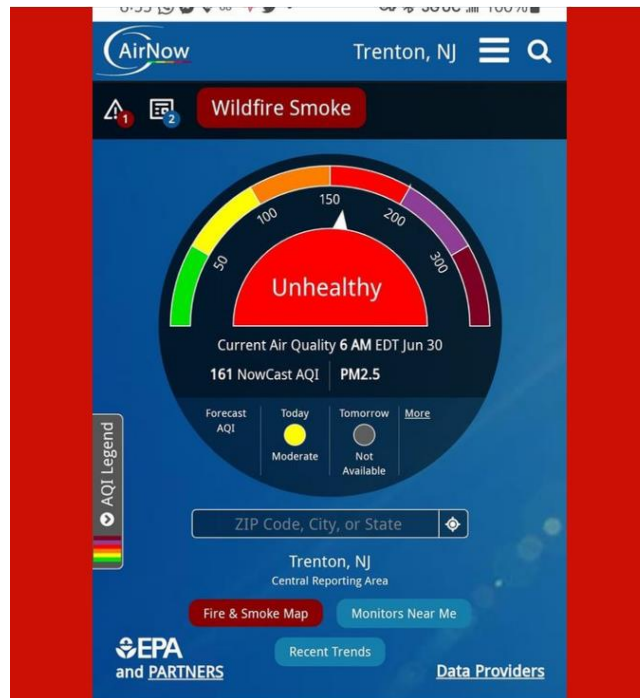 100%
AirNow
Trenton, NJ
1
2
Wildfire Smoke
50
100
150
200
300
Unhealthy
Current Air Quality 6 AM EDT Jun 30
161 NowCast AQI
PM2.5
Forecast AQI
Today
Moderate
Tomorrow
Not Available
More
AQI Legend
ZIP Code, City, or State
Trenton, NJ
Central Reporting Area
Fire & Smoke Map
Monitors Near Me
Recent Trends
EPA
and PARTNERS
Data Providers